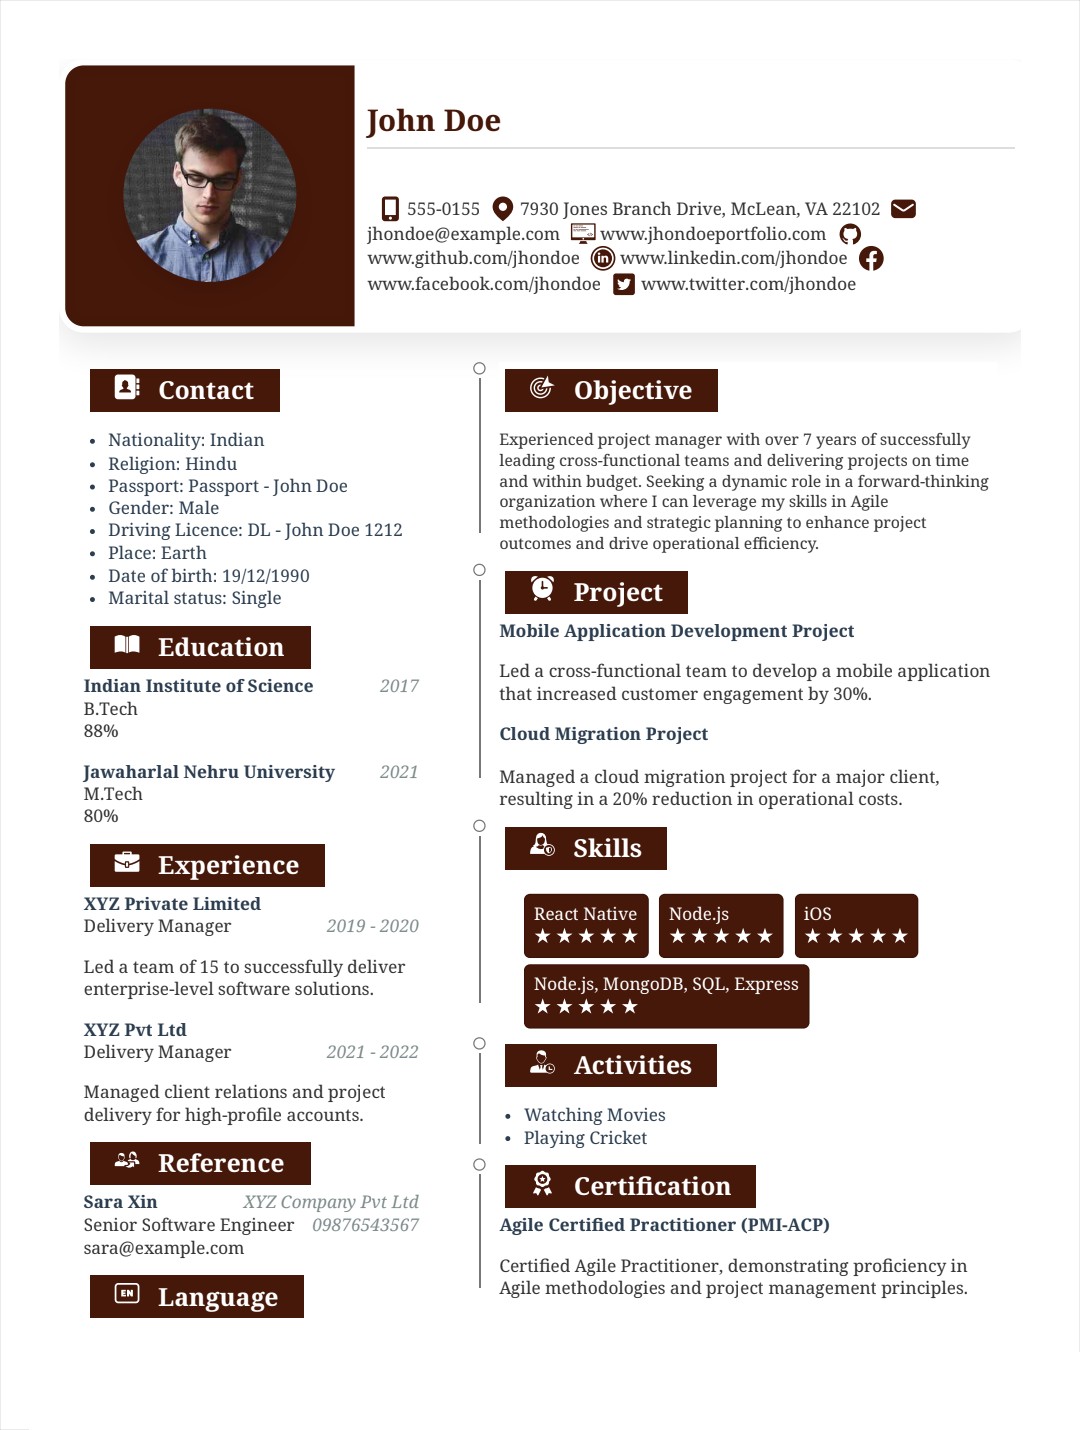 John Doe
555-0155 7930 Jones Branch Drive, McLean, VA 22102
jhondoe@example.com www.jhondoeportfolio.com
www.github.com/jhondoe www.linkedin.com/jhondoe
www.facebook.com/jhondoe www.twitter.com/jhondoe
Contact
• Nationality: Indian
• Religion: Hindu
• Passport: Passport - John Doe
• Gender: Male
• Driving Licence: DL - John Doe 1212
• Place: Earth
• Date of birth: 19/12/1990
• Marital status: Single
Education
Indian Institute of Science 2017
B.Tech
88%
Jawaharlal Nehru University 2021
M.Tech
80%
Experience
XYZ Private Limited
Delivery Manager 2019 - 2020
Led a team of 15 to successfully deliver
enterprise-level software solutions.
XYZ Pvt Ltd
Delivery Manager 2021 - 2022
Managed client relations and project
delivery for high-profile accounts.
Reference
Sara Xin XYZ Company Pvt Ltd
Senior Software Engineer 09876543567
sara@example.com
EN Language
Objective
Experienced project manager with over 7 years of successfully
leading cross-functional teams and delivering projects on time
and within budget. Seeking a dynamic role in a forward-thinking
organization where I can leverage my skills in Agile
methodologies and strategic planning to enhance project
outcomes and drive operational efficiency.
Project
Mobile Application Development Project
Led a cross-functional team to develop a mobile application
that increased customer engagement by 30%.
Cloud Migration Project
Managed a cloud migration project for a major client,
resulting in a 20% reduction in operational costs.
Skills
React Native Node.js iOS
★★★★★ ★★★★★ ★★★★★
Node.js, MongoDB, SQL, Express
★★★★★
Activities
• Watching Movies
• Playing Cricket
Certification
Agile Certified Practitioner (PMI-ACP)
Certified Agile Practitioner, demonstrating proficiency in
Agile methodologies and project management principles.